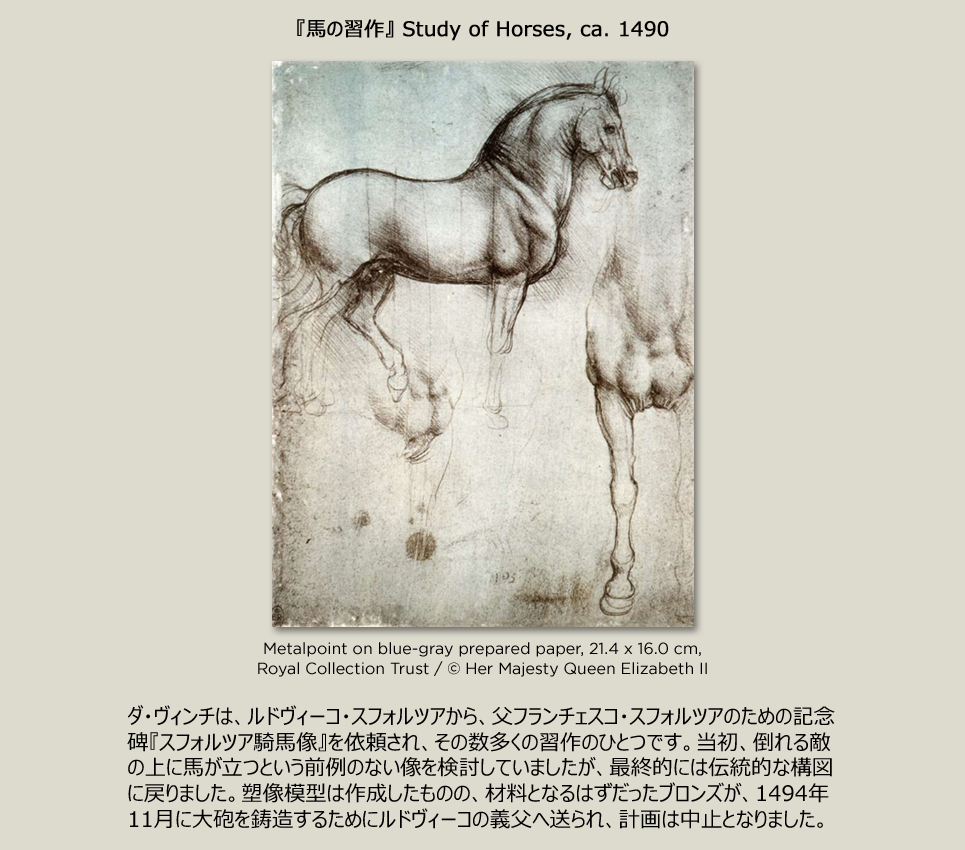 『馬の習作』 Study of Horses, ca. 1490
Metalpoint on blue-gray prepared paper, 21.4 x 16.0 cm,
Royal Collection Trust / © Her Majesty Queen Elizabeth II
ダ・ヴィンチは、ルドヴィーコ・スフォルツアから、父フランチェスコ・スフォルツアのための記念
碑『スフォルツア騎馬像』を依頼され、その数多くの習作のひとつです。当初、倒れる敵
の上に馬が立つという前例のない像を検討していましたが、最終的には伝統的な構図
に戻りました。塑像模型は作成したものの、材料となるはずだったブロンズが、1494年
11月に大砲を鋳造するためにルドヴィーコの義父へ送られ、計画は中止となりました。